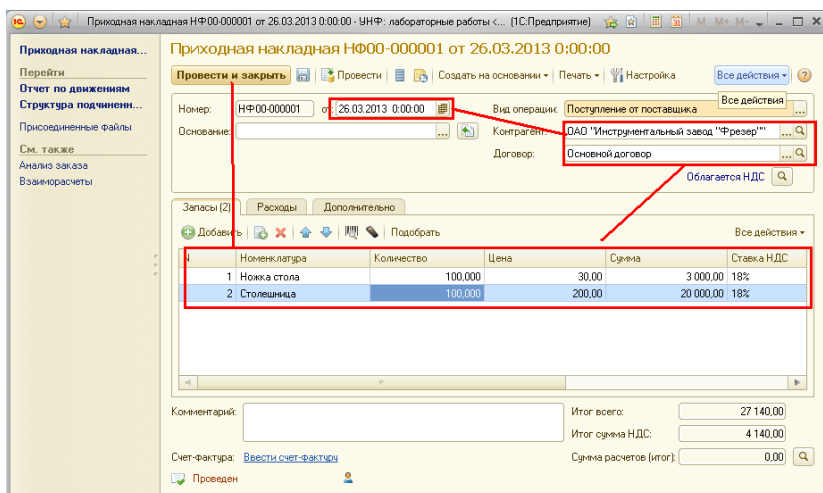 Приходная накладная НФ00-000001 от 26.03.2013 0:00:00 - УНФ: лабораторные работы <... (1С:Предприятие) M M+ M-
Приходная накладная...
Перейти
Отчет по движениям
Структура подчиненн...
Присоединенные файлы
См. также
Анализ заказа
Взаиморасчеты
Приходная накладная НФ00-000001 от 26.03.2013 0:00:00
Провести и закрыть Провести Создать на основании Печать Настройка Все действия
Все действия
Номер: НФ00-000001 от: 26.03.2013 0:00:00 Вид операции: Поступление от поставщика ...
Основание: ... Контрагент: ОАО "Инструментальный завод "Фрезер"" ...
Договор: Основной договор ...
Облагается НДС
Запасы (2) Расходы Дополнительно
Добавить Подобрать Все действия
N Номенклатура Количество Цена Сумма Ставка НДС
1 Ножка стола 100,000 30,00 3 000,00 18%
2 Столешница 100,000 200,00 20 000,00 18%
Комментарий: Итог всего: 27 140,00
Итог сумма НДС: 4 140,00
Счет-фактура: Ввести счет-фактуру Сумма расчетов (итог): 0,00
Проведен